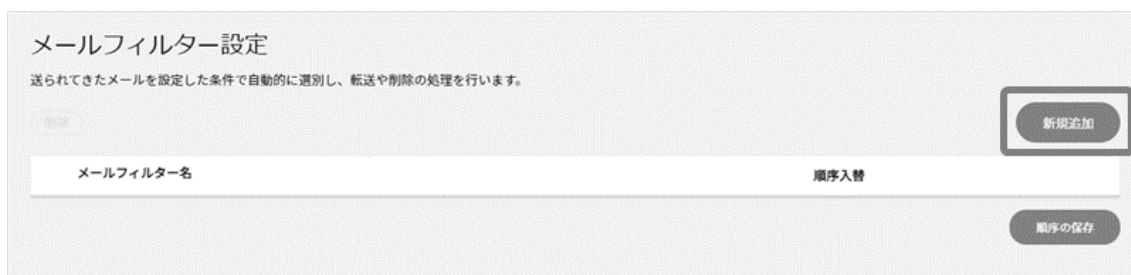 メールフィルター設定
送られてきたメールを設定した条件で自動的に選別し、転送や削除の処理を行います。
削除
新規追加
メールフィルター名 順序入替
順序の保存